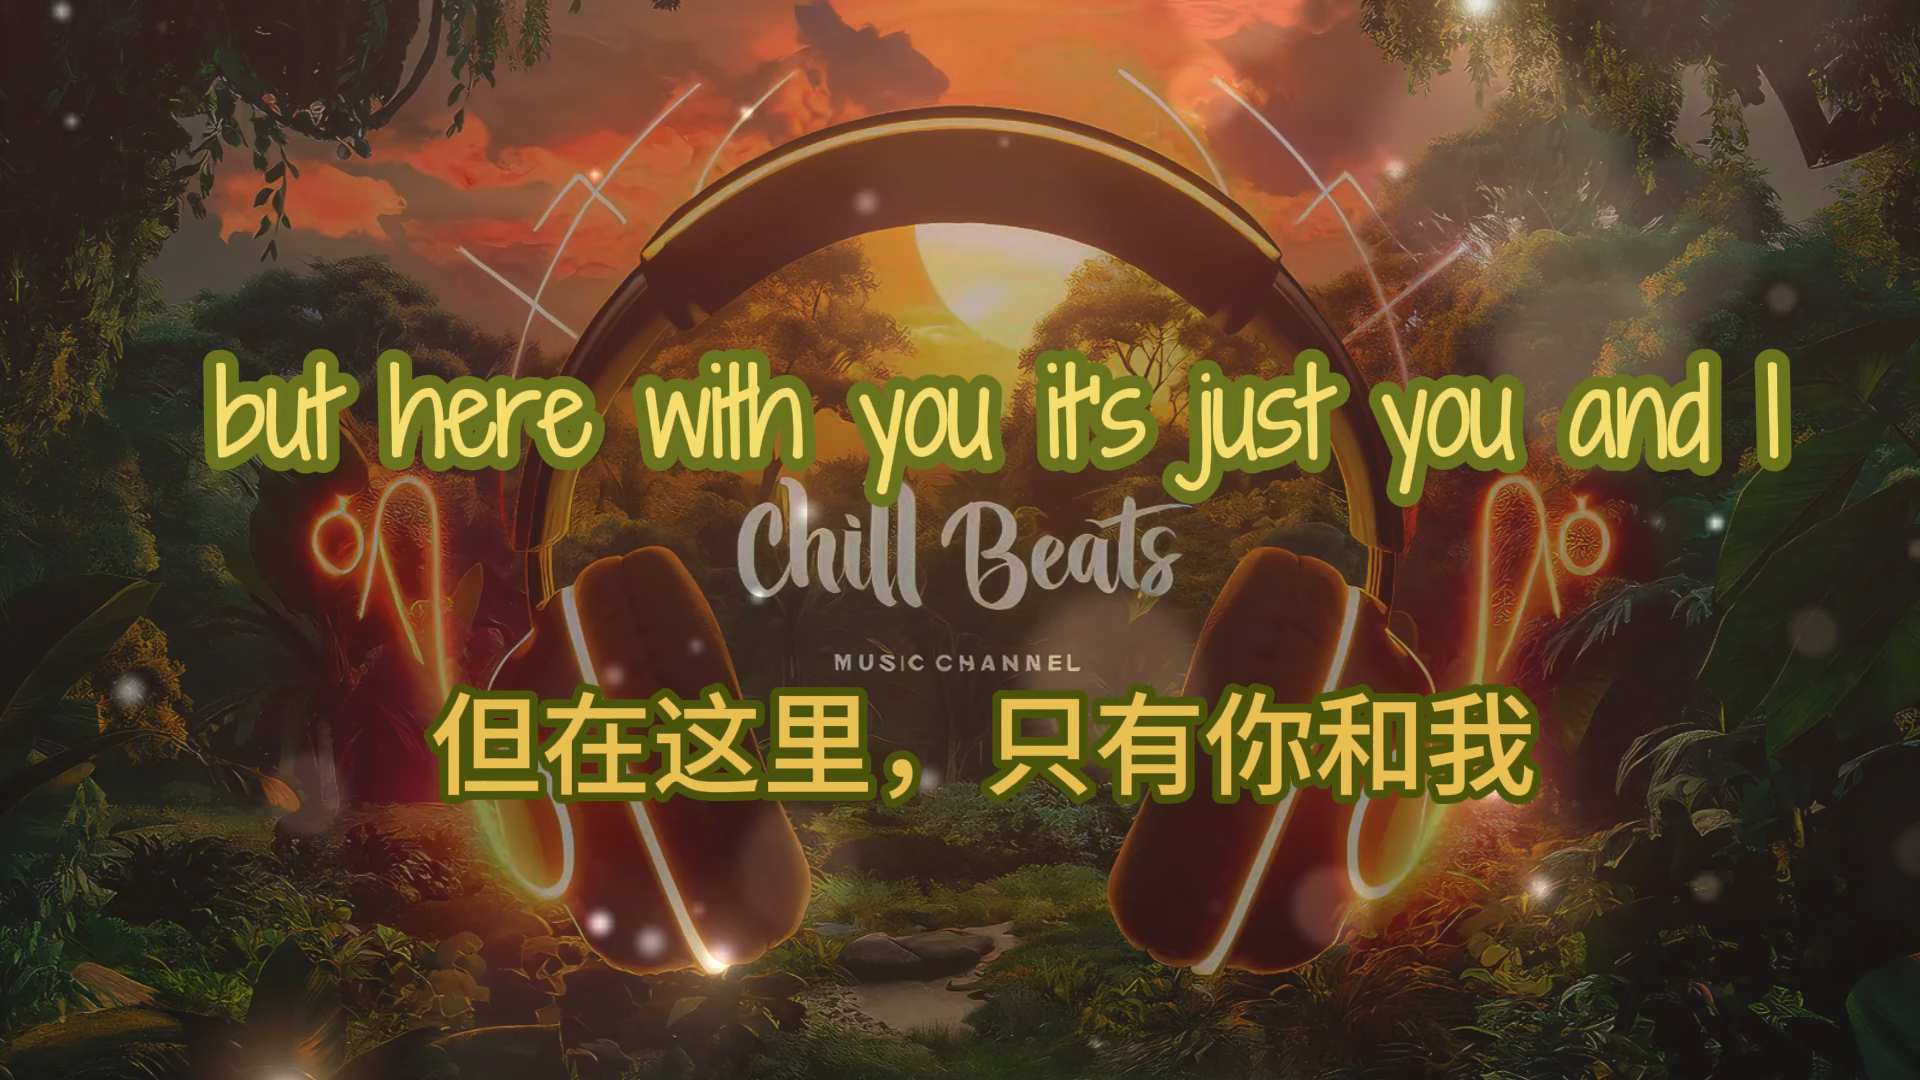 but here with you it's just you and I
Chill Beats
MUSIC CHANNEL
但在这里，只有你和我